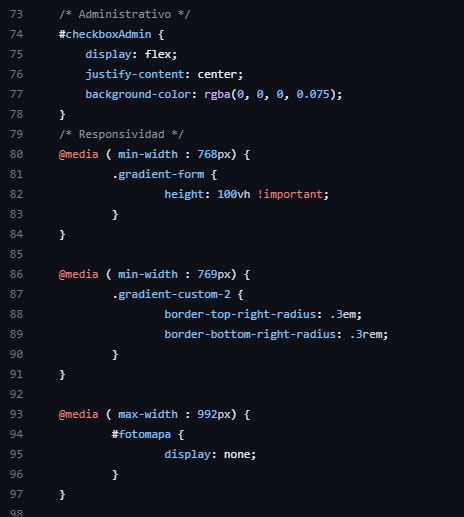 73 /* Administrativo */
74 #checkboxAdmin {
75 display: flex;
76 justify-content: center;
77 background-color: rgba(0, 0, 0, 0.075);
78 }
79 /* Responsividad */
80 @media ( min-width : 768px) {
81 .gradient-form {
82 height: 100vh !important;
83 }
84 }
85
86 @media ( min-width : 769px) {
87 .gradient-custom-2 {
88 border-top-right-radius: .3em;
89 border-bottom-right-radius: .3rem;
90 }
91 }
92
93 @media ( max-width : 992px) {
94 #fotomapa {
95 display: none;
96 }
97 }
98